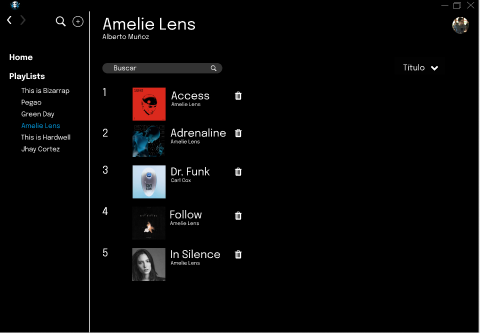 Amelie Lens
Alberto Muñoz
Home
PlayLists
This is Bizarrap
Pegao
Green Day
Amelie Lens
This is Hardwell
Jhay Cortez
Buscar
Titulo
1
Access
Amelie Lens
2
Adrenaline
Amelie Lens
3
Dr. Funk
Carl Cox
4
Follow
Amelie Lens
5
In Silence
Amelie Lens